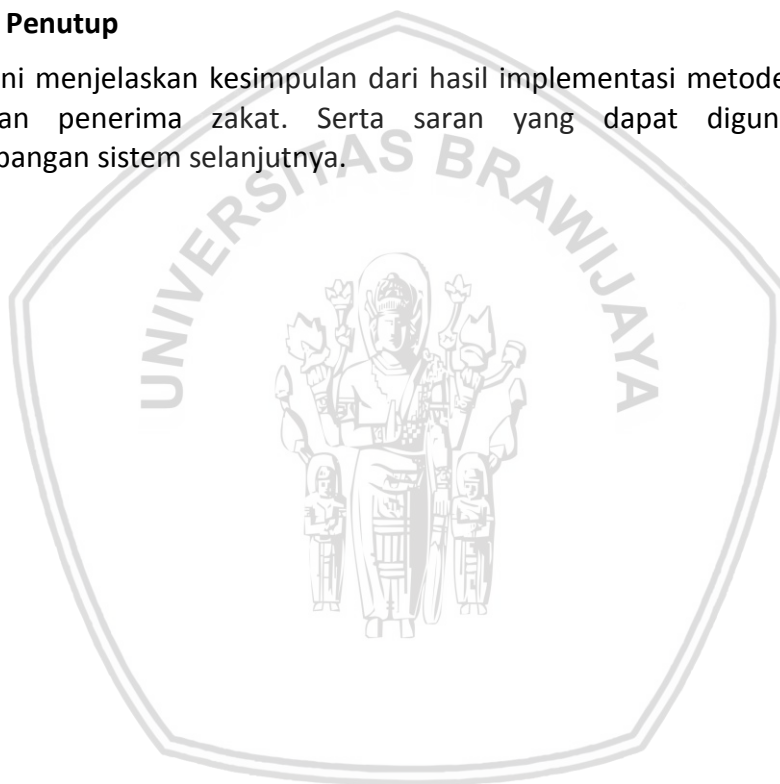 Penutup
ni menjelaskan kesimpulan dari hasil implementasi metode
an penerima zakat. Serta saran yang dapat digun
bangan sistem selanjutnya.
UNIVERSITAS BRAWIJAYA